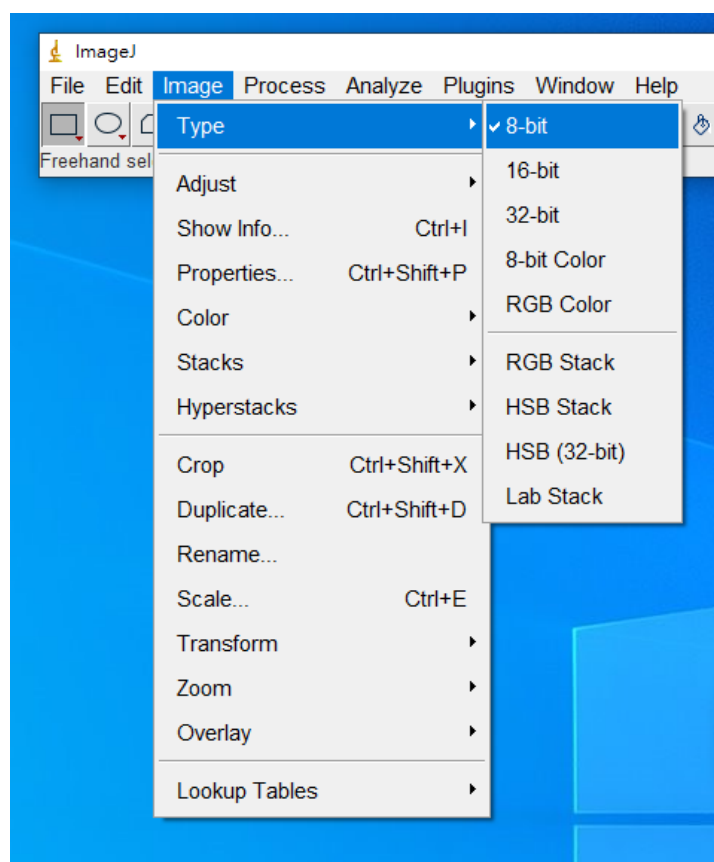 ImageJ
File Edit Image Process Analyze Plugins Window Help
Freehand sel
Type
Adjust
Show Info... Ctrl+I
Properties... Ctrl+Shift+P
Color
Stacks
Hyperstacks
Crop Ctrl+Shift+X
Duplicate... Ctrl+Shift+D
Rename...
Scale... Ctrl+E
Transform
Zoom
Overlay
Lookup Tables
8-bit
16-bit
32-bit
8-bit Color
RGB Color
RGB Stack
HSB Stack
HSB (32-bit)
Lab Stack